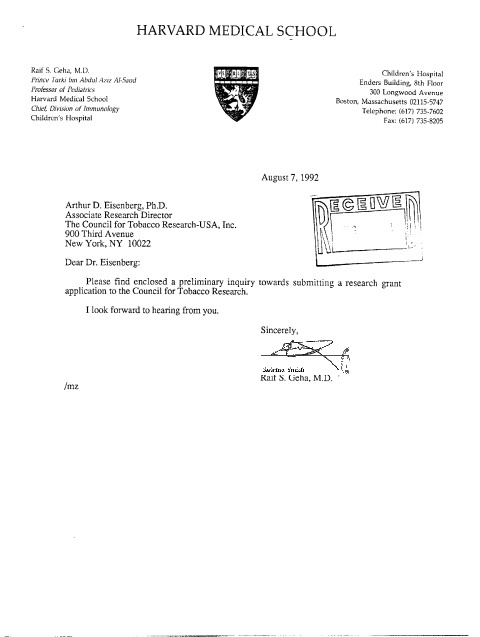 HARVARD MEDICAL SCHOOL
Raif S. Geha, M.D.
Prince Turki bin Abdul Aziz Al-Saud
Professor of Pediatrics
Harvard Medical School
Chief, Division of Immunology
Children's Hospital
Children's Hospital
Enders Building, 8th Floor
300 Longwood Avenue
Boston, Massachusetts 02115-5747
Telephone: (617) 735-7602
Fax: (617) 735-8205
August 7, 1992
RECEIVED
Arthur D. Eisenberg, Ph.D.
Associate Research Director
The Council for Tobacco Research-USA, Inc.
900 Third Avenue
New York, NY 10022
Dear Dr. Eisenberg:
Please find enclosed a preliminary inquiry towards submitting a research grant
application to the Council for Tobacco Research.
I look forward to hearing from you.
Sincerely,
Raif S. Geha, M.D.
/mz